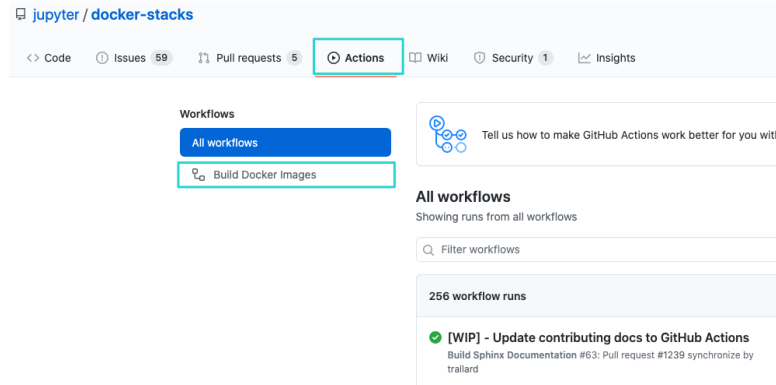 jupyter / docker-stacks
Code Issues 59 Pull requests 5 Actions Wiki Security 1 Insights
Workflows
All workflows
Build Docker Images
Tell us how to make GitHub Actions work better for you wit
All workflows
Showing runs from all workflows
Filter workflows
256 workflow runs
[WIP] - Update contributing docs to GitHub Actions
Build Sphinx Documentation #63: Pull request #1239 synchronize by
trallard